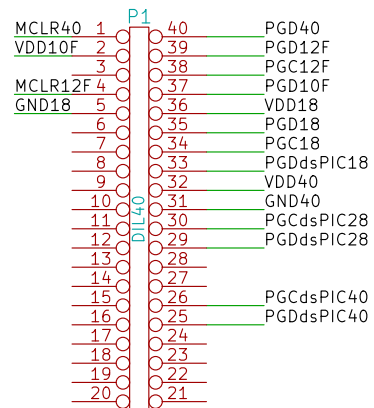 P1
MCLR40 1 40 PGD40
VDD10F 2 39 PGD12F
3 38 PGC12F
MCLR12F 4 37 PGD10F
GND18 5 36 VDD18
6 35 PGD18
7 34 PGC18
8 33 PGDdsPIC18
9 32 VDD40
10 31 GND40
11 30 PGCdsPIC28
12 29 PGDdsPIC28
13 28
14 27
15 26 PGCdsPIC40
16 25 PGDdsPIC40
17 24
18 23
19 22
20 21
DIL40